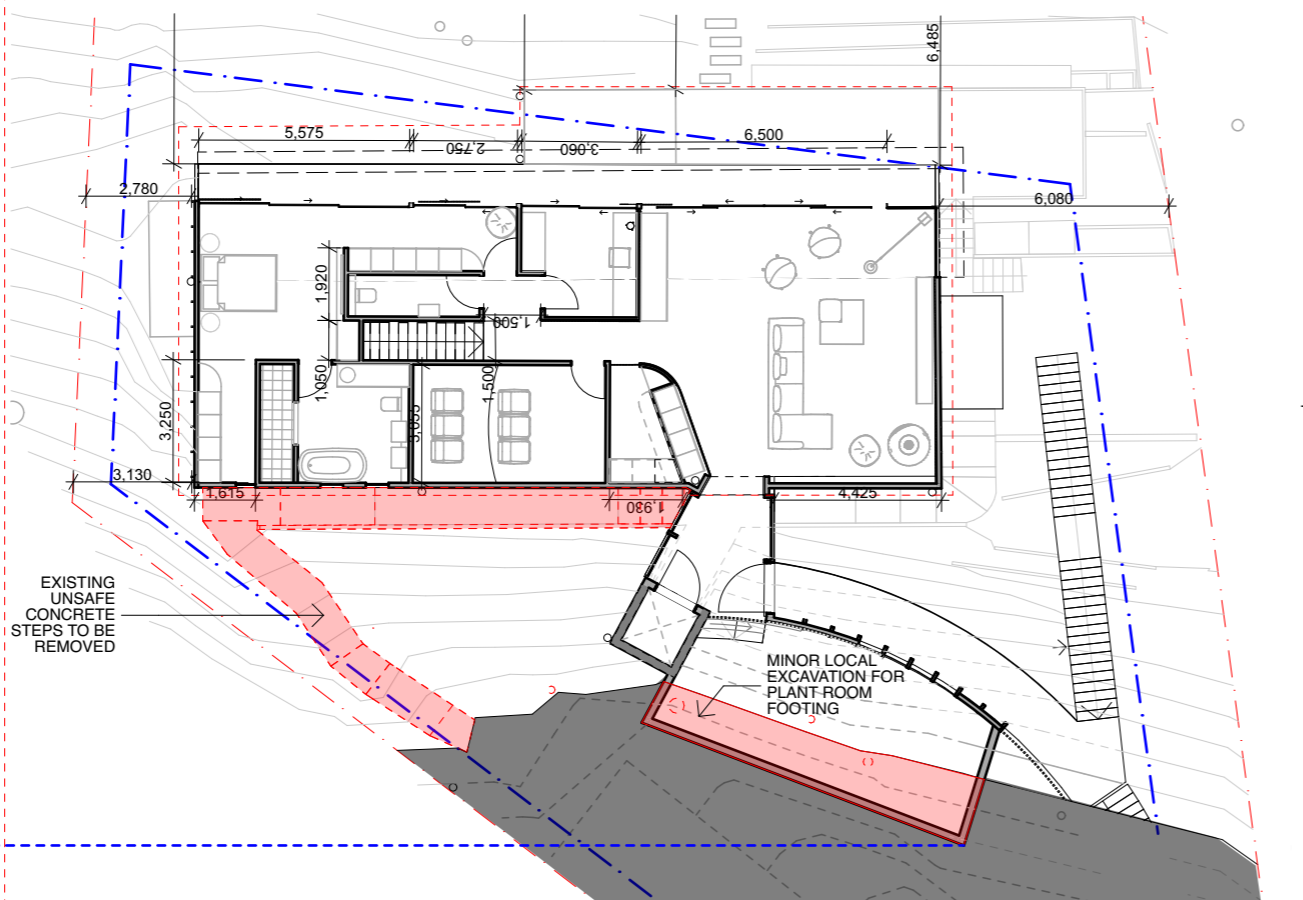 6,485
5,575
2,750
3,060
6,500
2,780
6,080
1,920
1,500
1,050
1,500
3,250
3,130
1,615
1,930
4,425
EXISTING
UNSAFE
CONCRETE
STEPS TO BE
REMOVED
MINOR LOCAL
EXCAVATION FOR
PLANT ROOM
FOOTING